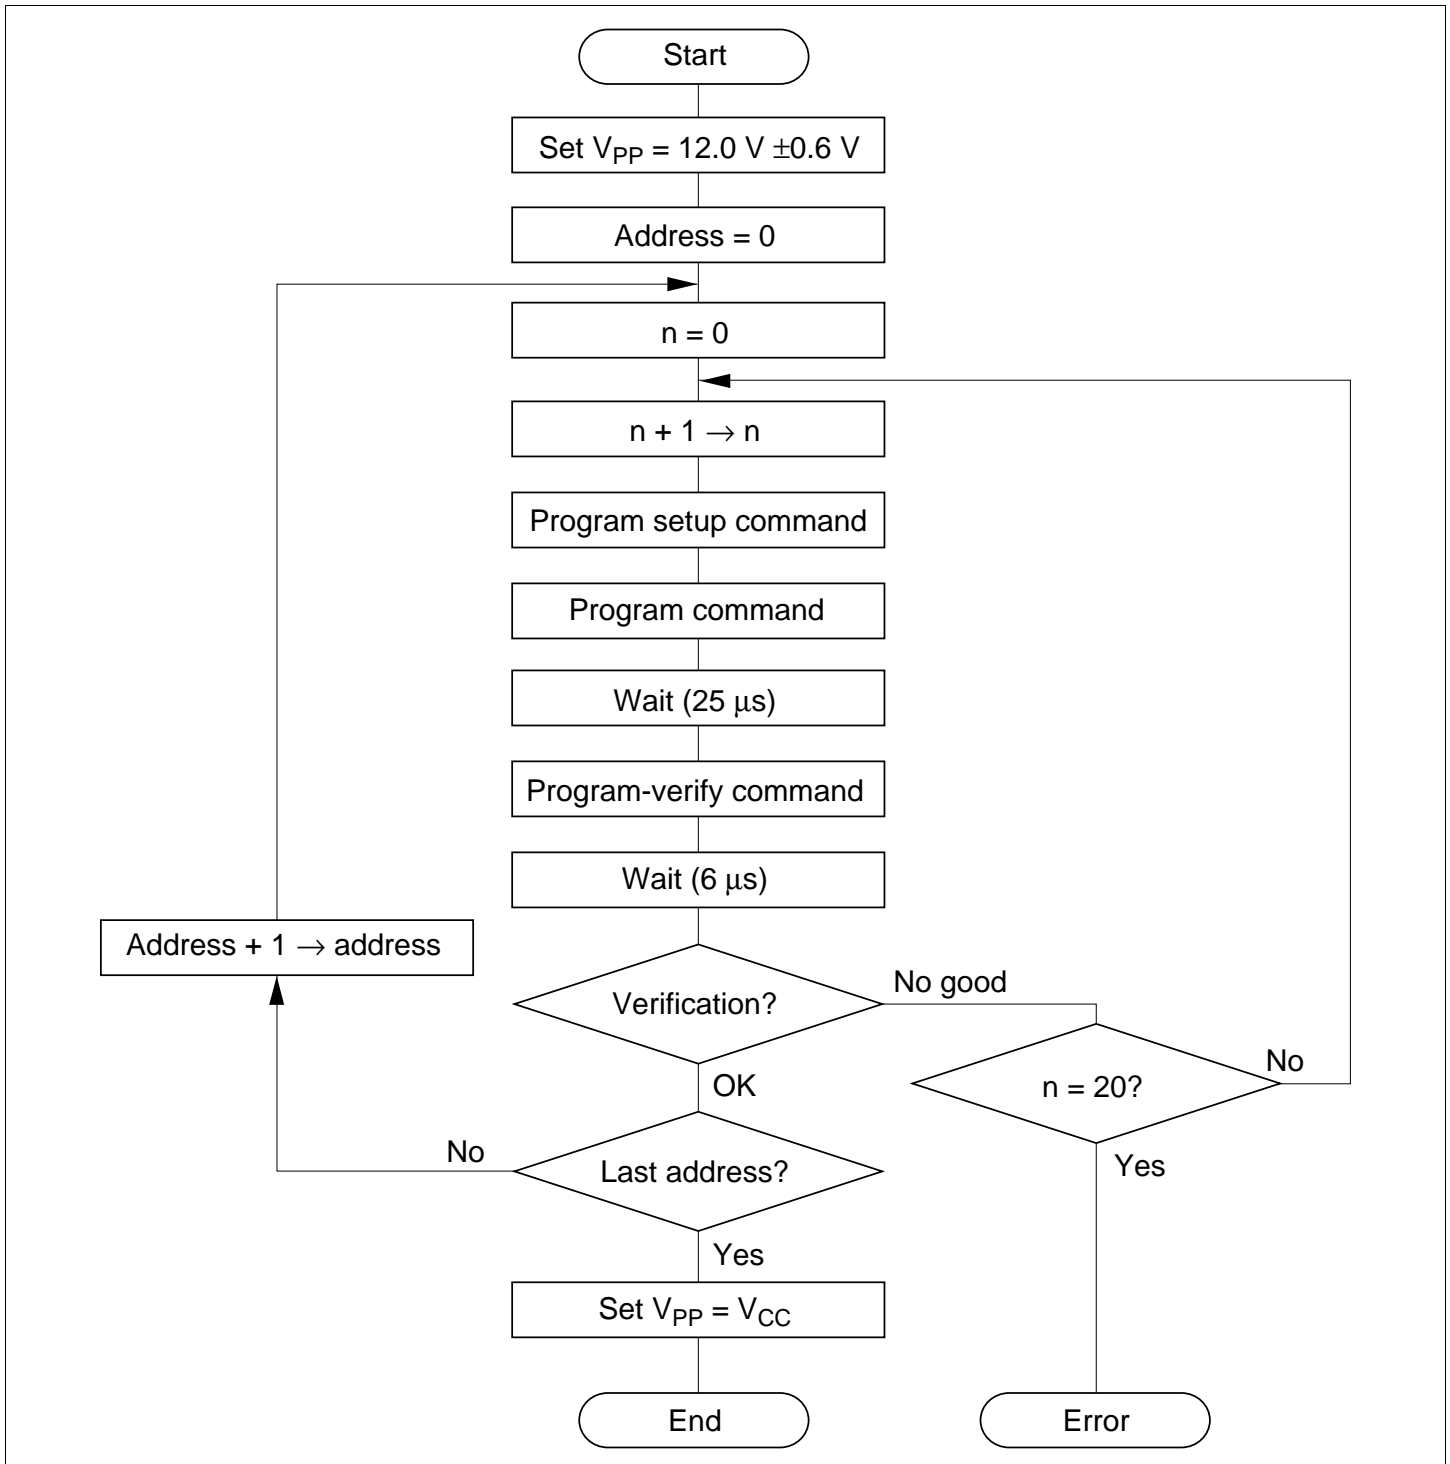 Start
Set VPP = 12.0 V ±0.6 V
Address = 0
n = 0
n + 1 → n
Program setup command
Program command
Wait (25 μs)
Program-verify command
Wait (6 μs)
Address + 1 → address
Verification?
No good
OK
n = 20?
No
Last address?
No
Yes
Yes
Set VPP = VCC
End
Error